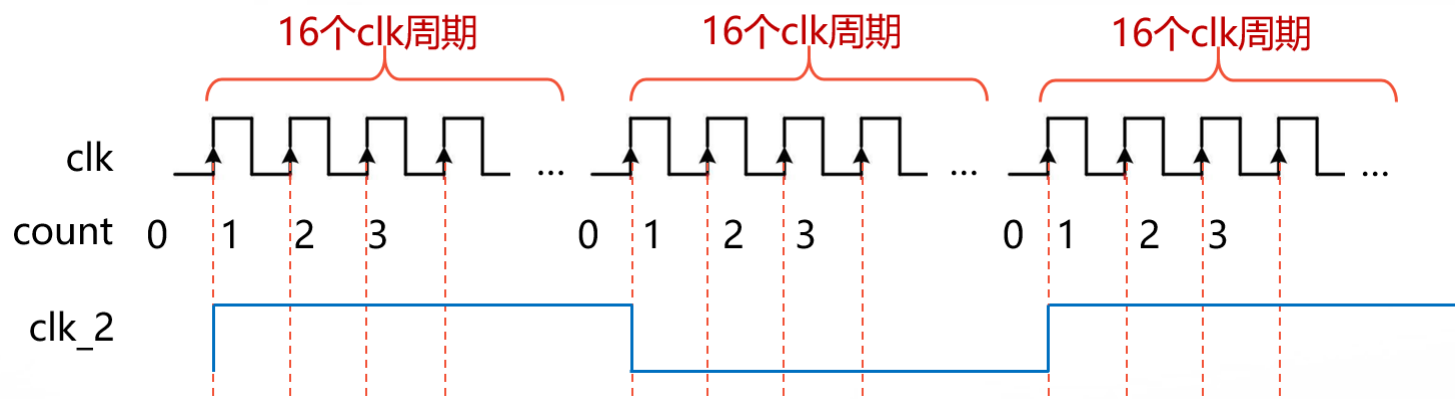 16个clk周期 16个clk周期 16个clk周期
clk ... ... ...
count 0 1 2 3 0 1 2 3 0 1 2 3
clk_2